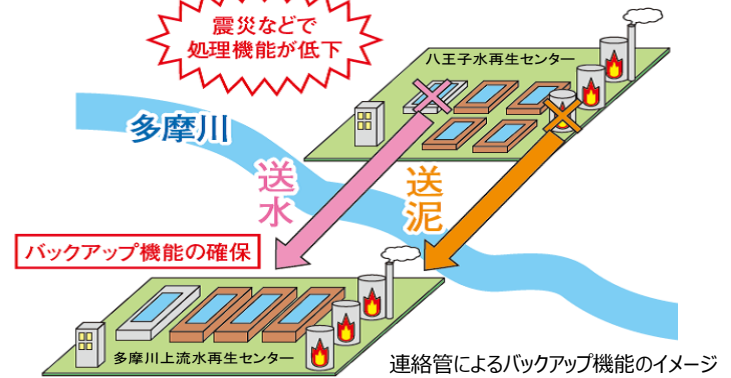 震災などで
処理機能が低下
八王子水再生センター
多摩川
送水
送泥
バックアップ機能の確保
多摩川上流水再生センター
連絡管によるバックアップ機能のイメージ